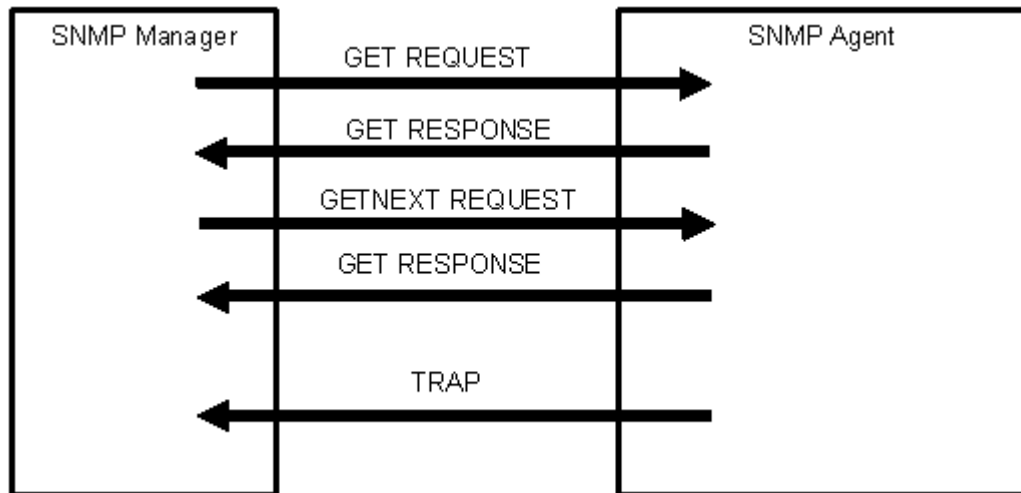 SNMP Manager
SNMP Agent
GET REQUEST
GET RESPONSE
GETNEXT REQUEST
GET RESPONSE
TRAP